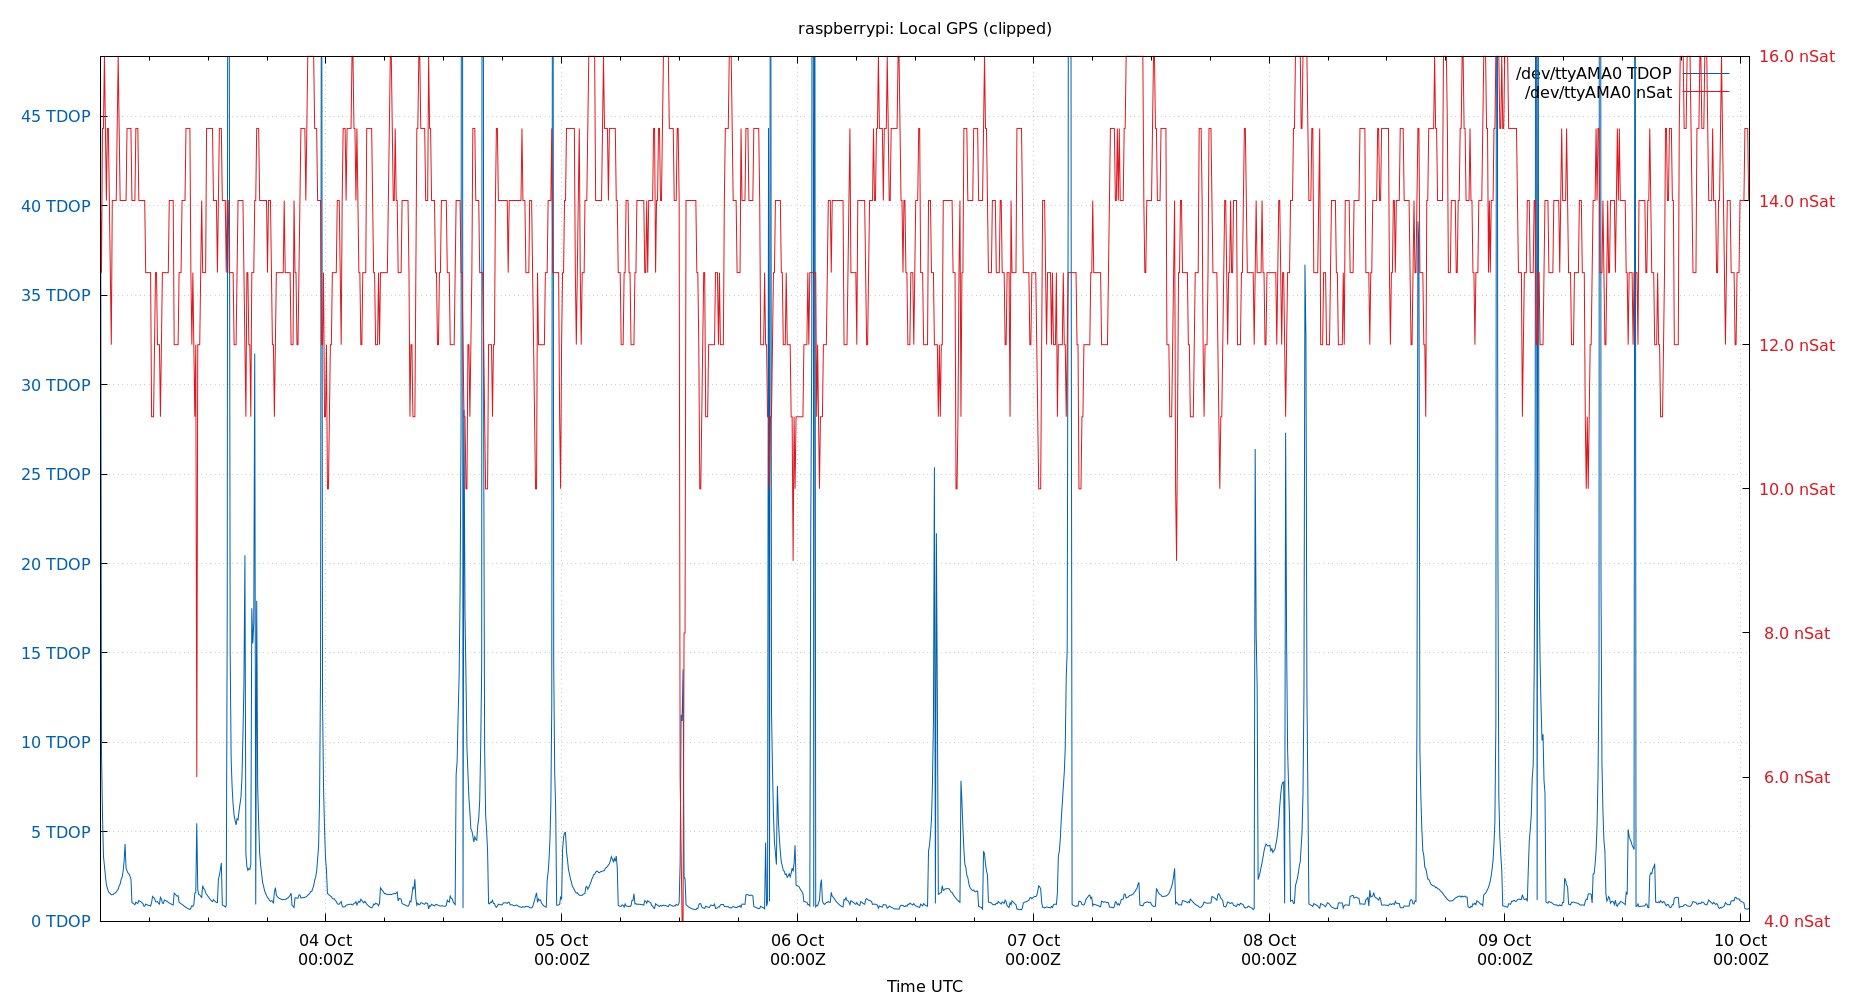 raspberrypi: Local GPS (clipped)
/dev/ttyAMA0 TDOP
/dev/ttyAMA0 nSat
45 TDOP
40 TDOP
35 TDOP
30 TDOP
25 TDOP
20 TDOP
15 TDOP
10 TDOP
5 TDOP
0 TDOP
16.0 nSat
14.0 nSat
12.0 nSat
10.0 nSat
8.0 nSat
6.0 nSat
4.0 nSat
04 Oct
00:00Z
05 Oct
00:00Z
06 Oct
00:00Z
07 Oct
00:00Z
08 Oct
00:00Z
09 Oct
00:00Z
10 Oct
00:00Z
Time UTC